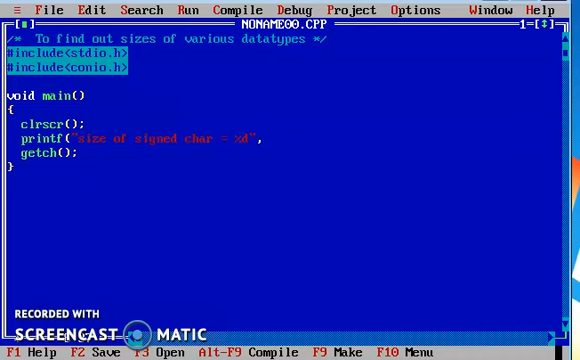 ≡ File Edit Search Run Compile Debug Project Options Window Help
[■] NONAME00.CPP 1=[↕]
/* To find out sizes of various datatypes */
#include<stdio.h>
#include<conio.h>
void main()
{
clrscr();
printf("size of signed char = %d",
getch();
}
RECORDED WITH
SCREENCAST MATIC
F1 Help F2 Save F3 Open Alt-F9 Compile F9 Make F10 Menu